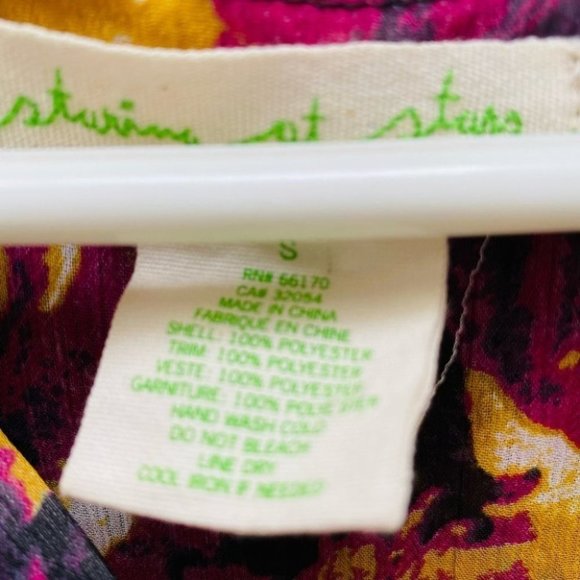 staring at stars
S
RN# 66170
CA# 32054
MADE IN CHINA
FABRIQUE EN CHINE
SHELL: 100% POLYESTER
TRIM: 100% POLYESTER
VESTE: 100% POLYESTER
GARNITURE: 100% POLYESTER
HAND WASH COLD
DO NOT BLEACH
LINE DRY
COOL IRON IF NEEDED